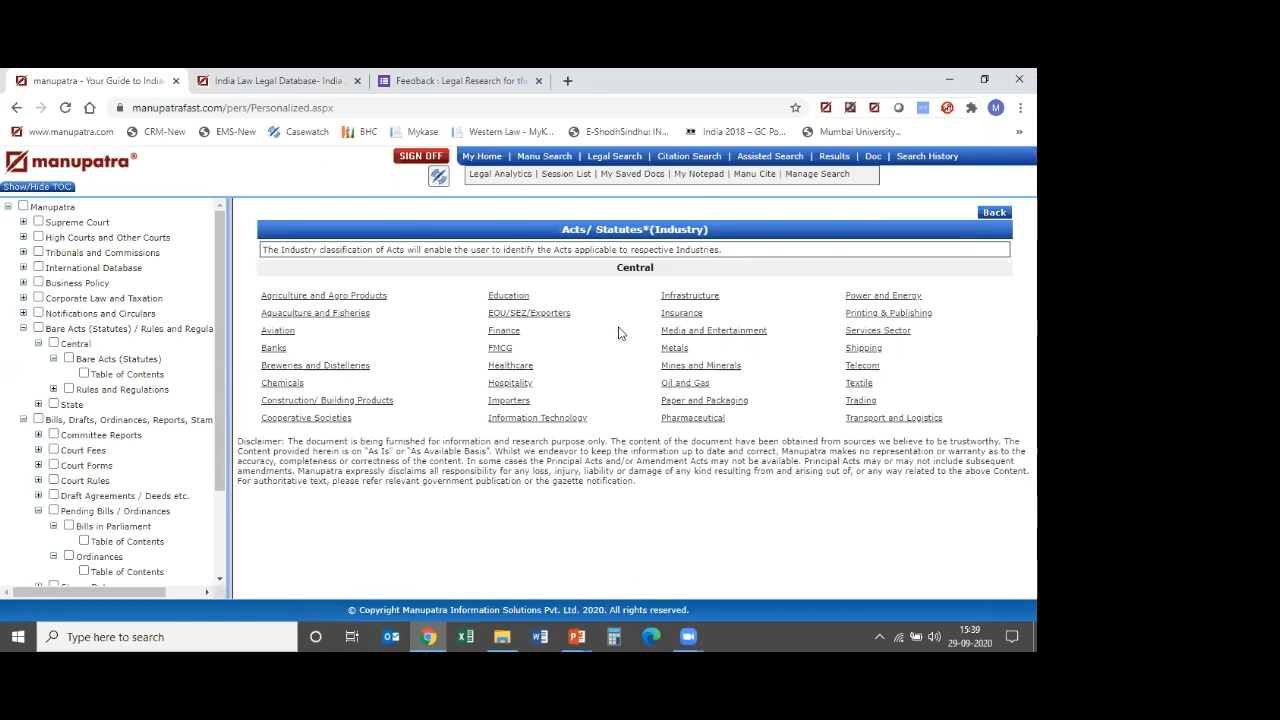 manupatra - Your Guide to Indian
India Law Legal Database- India
Feedback : Legal Research for the
manupatrafast.com/pers/Personalized.aspx
M
www.manupatra.com CRM-New EMS-New Casewatch BHC Mykase Western Law - MyK... E-ShodhSindhu: IN... India 2018 – GC Po... Mumbai University... »
manupatra®
SIGN OFF
My Home | Manu Search | Legal Search | Citation Search | Assisted Search | Results | Doc | Search History
Legal Analytics | Session List | My Saved Docs | My Notepad | Manu Cite | Manage Search
Show/Hide TOC
Manupatra
Supreme Court
High Courts and Other Courts
Tribunals and Commissions
International Database
Business Policy
Corporate Law and Taxation
Notifications and Circulars
Bare Acts (Statutes) / Rules and Regula
Central
Bare Acts (Statutes)
Table of Contents
Rules and Regulations
State
Bills, Drafts, Ordinances, Reports, Stam
Committee Reports
Court Fees
Court Forms
Court Rules
Draft Agreements / Deeds etc.
Pending Bills / Ordinances
Bills in Parliament
Table of Contents
Ordinances
Table of Contents
Back
Acts/ Statutes*(Industry)
The Industry classification of Acts will enable the user to identify the Acts applicable to respective Industries.
Central
Agriculture and Agro Products Education Infrastructure Power and Energy
Aquaculture and Fisheries EOU/SEZ/Exporters Insurance Printing & Publishing
Aviation Finance Media and Entertainment Services Sector
Banks FMCG Metals Shipping
Breweries and Distelleries Healthcare Mines and Minerals Telecom
Chemicals Hospitality Oil and Gas Textile
Construction/ Building Products Importers Paper and Packaging Trading
Cooperative Societies Information Technology Pharmaceutical Transport and Logistics
Disclaimer: The document is being furnished for information and research purpose only. The content of the document have been obtained from sources we believe to be trustworthy. The
Content provided herein is on "As Is" or "As Available Basis". Whilst we endeavor to keep the information up to date and correct, Manupatra makes no representation or warranty as to the
accuracy, completeness or correctness of the content. In some cases the Principal Acts and/or Amendment Acts may not be available. Principal Acts may or may not include subsequent
amendments. Manupatra expressly disclaims all responsibility for any loss, injury, liability or damage of any kind resulting from and arising out of, or any way related to the above Content.
For authoritative text, please refer relevant government publication or the gazette notification.
© Copyright Manupatra Information Solutions Pvt. Ltd. 2020. All rights reserved.
Type here to search
15:39
29-09-2020